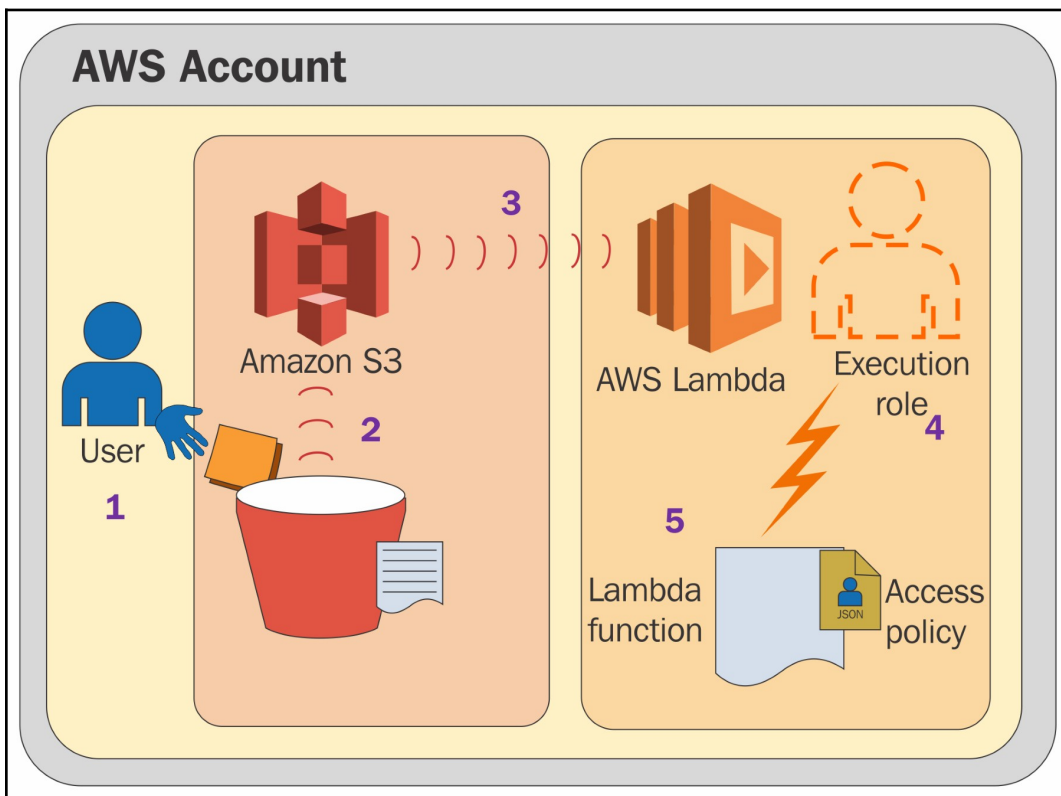 AWS Account
3
Amazon S3
AWS Lambda
Execution
role
4
2
User
1
5
Lambda
function
JSON
Access
policy